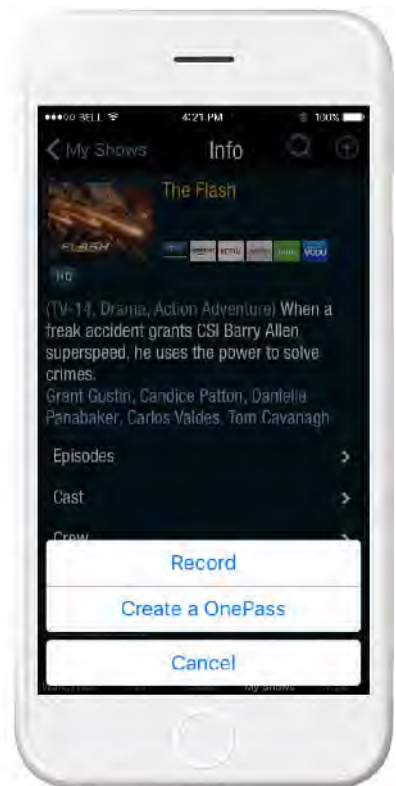 BELL 4:21 PM 100%
My Shows Info
The Flash
FLASH
VUDU
HD
(TV-14, Drama, Action Adventure) When a
freak accident grants CSI Barry Allen
superspeed, he uses the power to solve
crimes.
Grant Gustin, Candice Patton, Danielle
Panabaker, Carlos Valdes, Tom Cavanagh
Episodes
Cast
Crew
Record
Create a OnePass
Cancel
My Shows